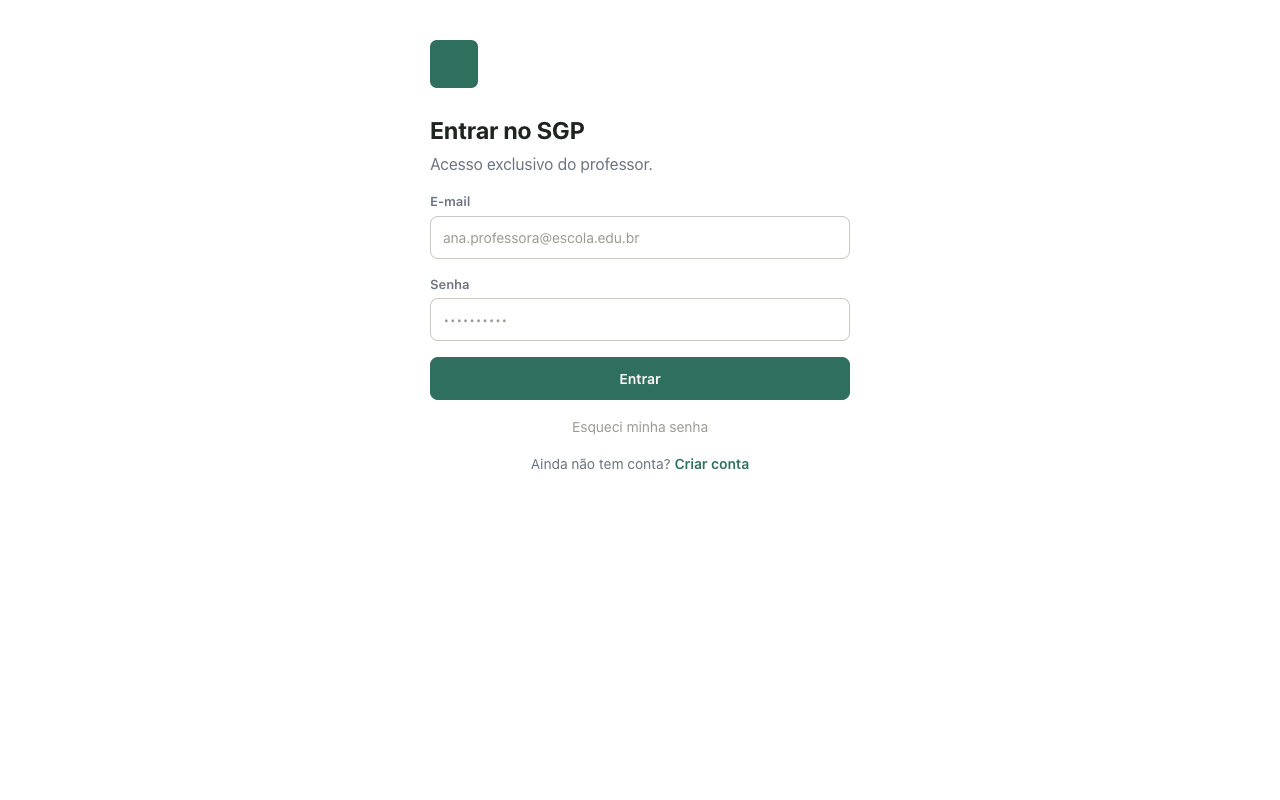 Entrar no SGP
Acesso exclusivo do professor.
E-mail
ana.professora@escola.edu.br
Senha
••••••••••
Entrar
Esqueci minha senha
Ainda não tem conta? Criar conta